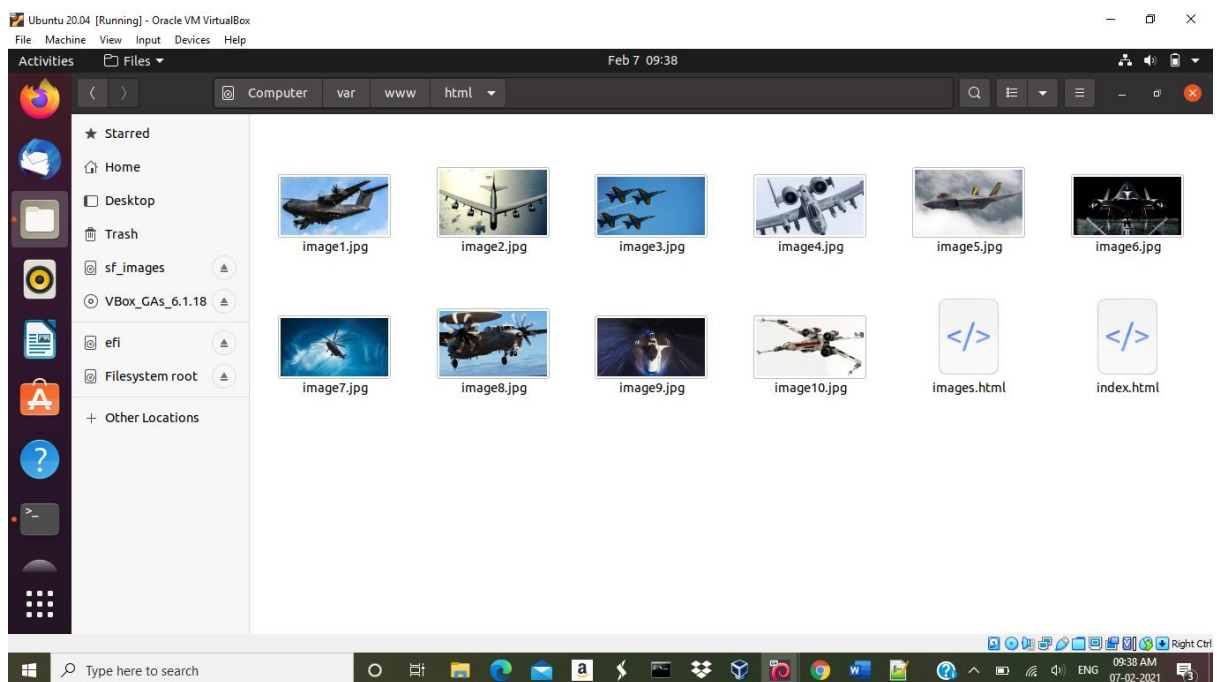 Ubuntu 20.04 [Running] - Oracle VM VirtualBox
File Machine View Input Devices Help
Activities Files Feb 7 09:38
Computer var www html
Starred
Home
Desktop
Trash
sf_images
VBox_GAs_6.1.18
efi
Filesystem root
+ Other Locations
image1.jpg image2.jpg image3.jpg image4.jpg image5.jpg image6.jpg
</> </>
image7.jpg image8.jpg image9.jpg image10.jpg images.html index.html
Right Ctrl
Type here to search
ENG
09:38 AM
07-02-2021